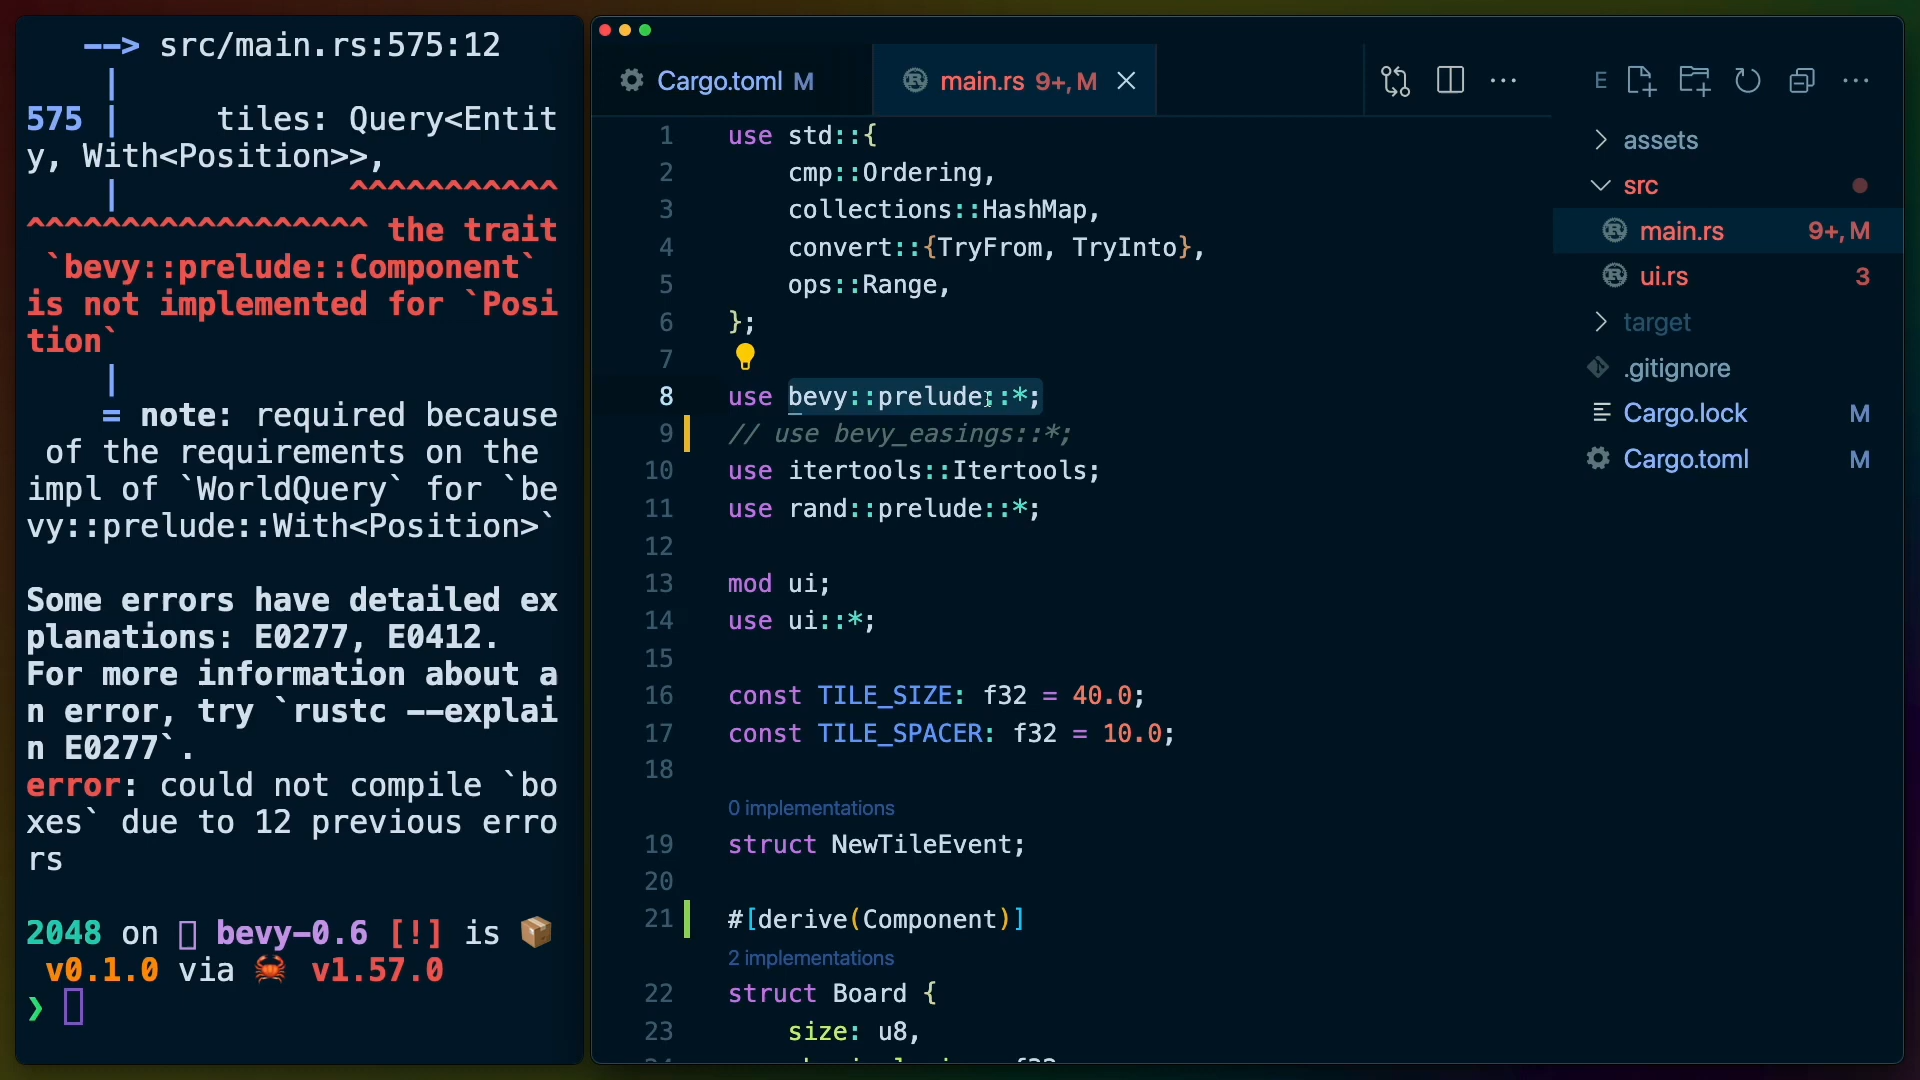 --> src/main.rs:575:12
|
575 | tiles: Query<Entit
y, With<Position>>,
| ^^^^^^^^^^^
^^^^^^^^^^^^^^^^^^ the trait
`bevy::prelude::Component`
is not implemented for `Posi
tion`
|
= note: required because
of the requirements on the
impl of `WorldQuery` for `be
vy::prelude::With<Position>`
Some errors have detailed ex
planations: E0277, E0412.
For more information about a
n error, try `rustc --explai
n E0277`.
error: could not compile `bo
xes` due to 12 previous erro
rs
2048 on bevy-0.6 [!] is 📦
v0.1.0 via 🦀 v1.57.0
❯
Cargo.toml M
main.rs 9+, M
1 use std::{
2 cmp::Ordering,
3 collections::HashMap,
4 convert::{TryFrom, TryInto},
5 ops::Range,
6 };
7
8 use bevy::prelude::*;
9 // use bevy_easings::*;
10 use itertools::Itertools;
11 use rand::prelude::*;
12
13 mod ui;
14 use ui::*;
15
16 const TILE_SIZE: f32 = 40.0;
17 const TILE_SPACER: f32 = 10.0;
18
0 implementations
19 struct NewTileEvent;
20
21 #[derive(Component)]
2 implementations
22 struct Board {
23 size: u8,
E
assets
src
main.rs 9+, M
ui.rs 3
target
.gitignore
Cargo.lock M
Cargo.toml M